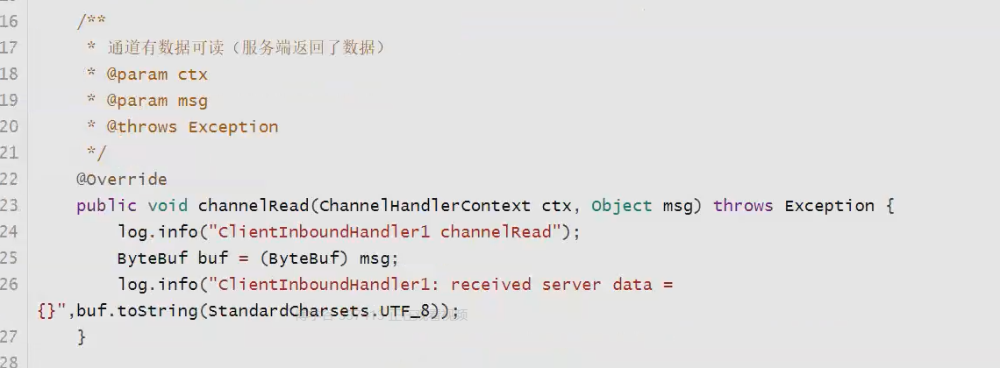 16 /**
17 * 通道有数据可读（服务端返回了数据）
18 * @param ctx
19 * @param msg
20 * @throws Exception
21 */
22 @Override
23 public void channelRead(ChannelHandlerContext ctx, Object msg) throws Exception {
24 log.info("ClientInboundHandler1 channelRead");
25 ByteBuf buf = (ByteBuf) msg;
26 log.info("ClientInboundHandler1: received server data =
{}",buf.toString(StandardCharsets.UTF_8));
27 }
28